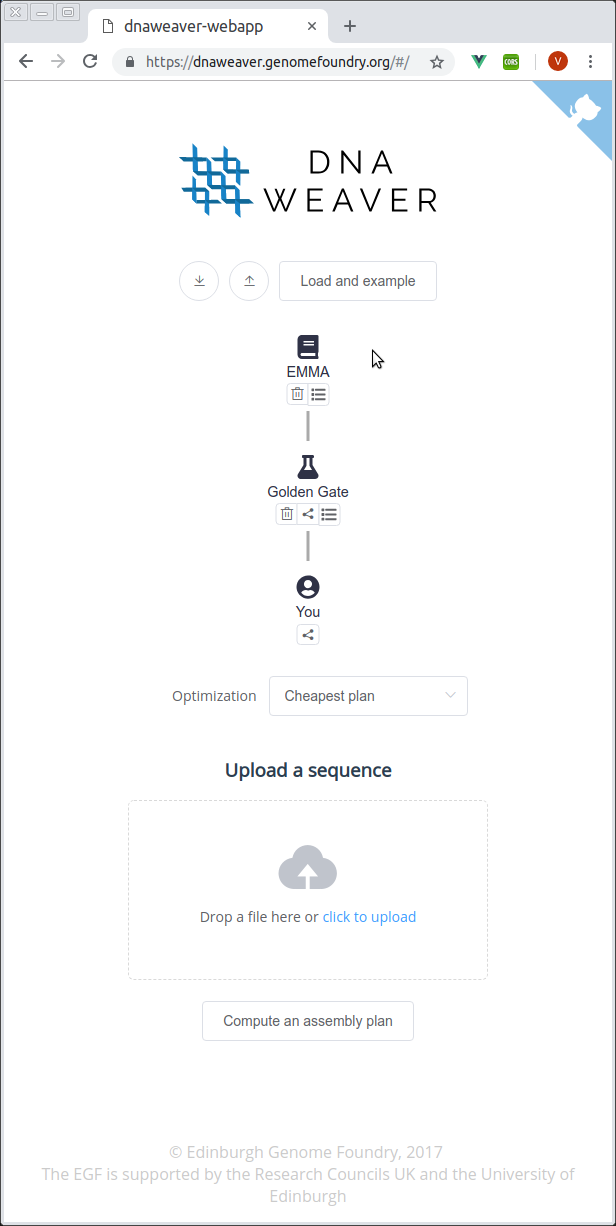 dnaweaver-webapp
https://dnaweaver.genomefoundry.org/#/
CORS
V
DNA
WEAVER
Load and example
EMMA
Golden Gate
You
Optimization Cheapest plan
Upload a sequence
Drop a file here or click to upload
Compute an assembly plan
© Edinburgh Genome Foundry, 2017
The EGF is supported by the Research Councils UK and the University of
Edinburgh